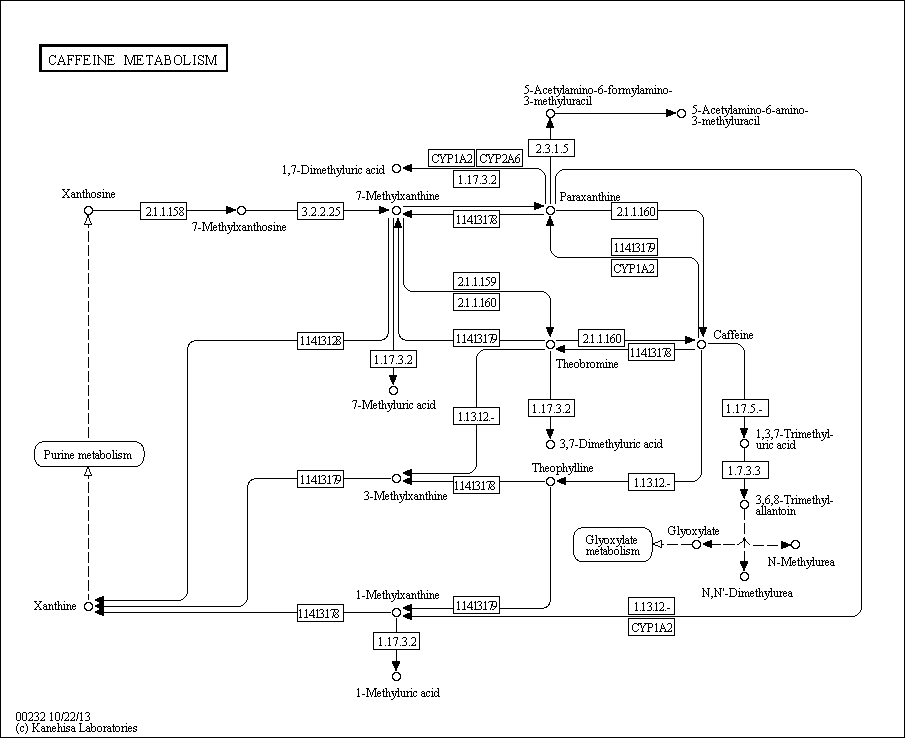 CAFFEINE METABOLISM
5-Acetylamino-6-formylamino-
3-methyluracil
5-Acetylamino-6-amino-
3-methyluracil
2.3.1.5
CYP1A2
CYP2A6
1,7-Dimethyluric acid
1.17.3.2
Xanthosine
7-Methylxanthine
Paraxanthine
2.1.1.158
3.2.2.25
2.1.1.160
7-Methylxanthosine
1.14.13.178
1.14.13.179
CYP1A2
2.1.1.159
2.1.1.160
1.14.13.128
1.14.13.179
2.1.1.160
Caffeine
1.14.13.178
1.17.3.2
Theobromine
7-Methyluric acid
1.13.12.-
1.17.3.2
1.17.5.-
3,7-Dimethyluric acid
1,3,7-Trimethyl-
uric acid
Purine metabolism
Theophylline
1.7.3.3
1.14.13.179
3-Methylxanthine
1.14.13.178
1.13.12.-
3,6,8-Trimethyl-
allantoin
Glyoxylate
metabolism
Glyoxylate
N-Methylurea
N,N'-Dimethylurea
Xanthine
1-Methylxanthine
1.14.13.179
1.13.12.-
1.14.13.178
CYP1A2
1.17.3.2
1-Methyluric acid
00232 10/22/13
(c) Kanehisa Laboratories